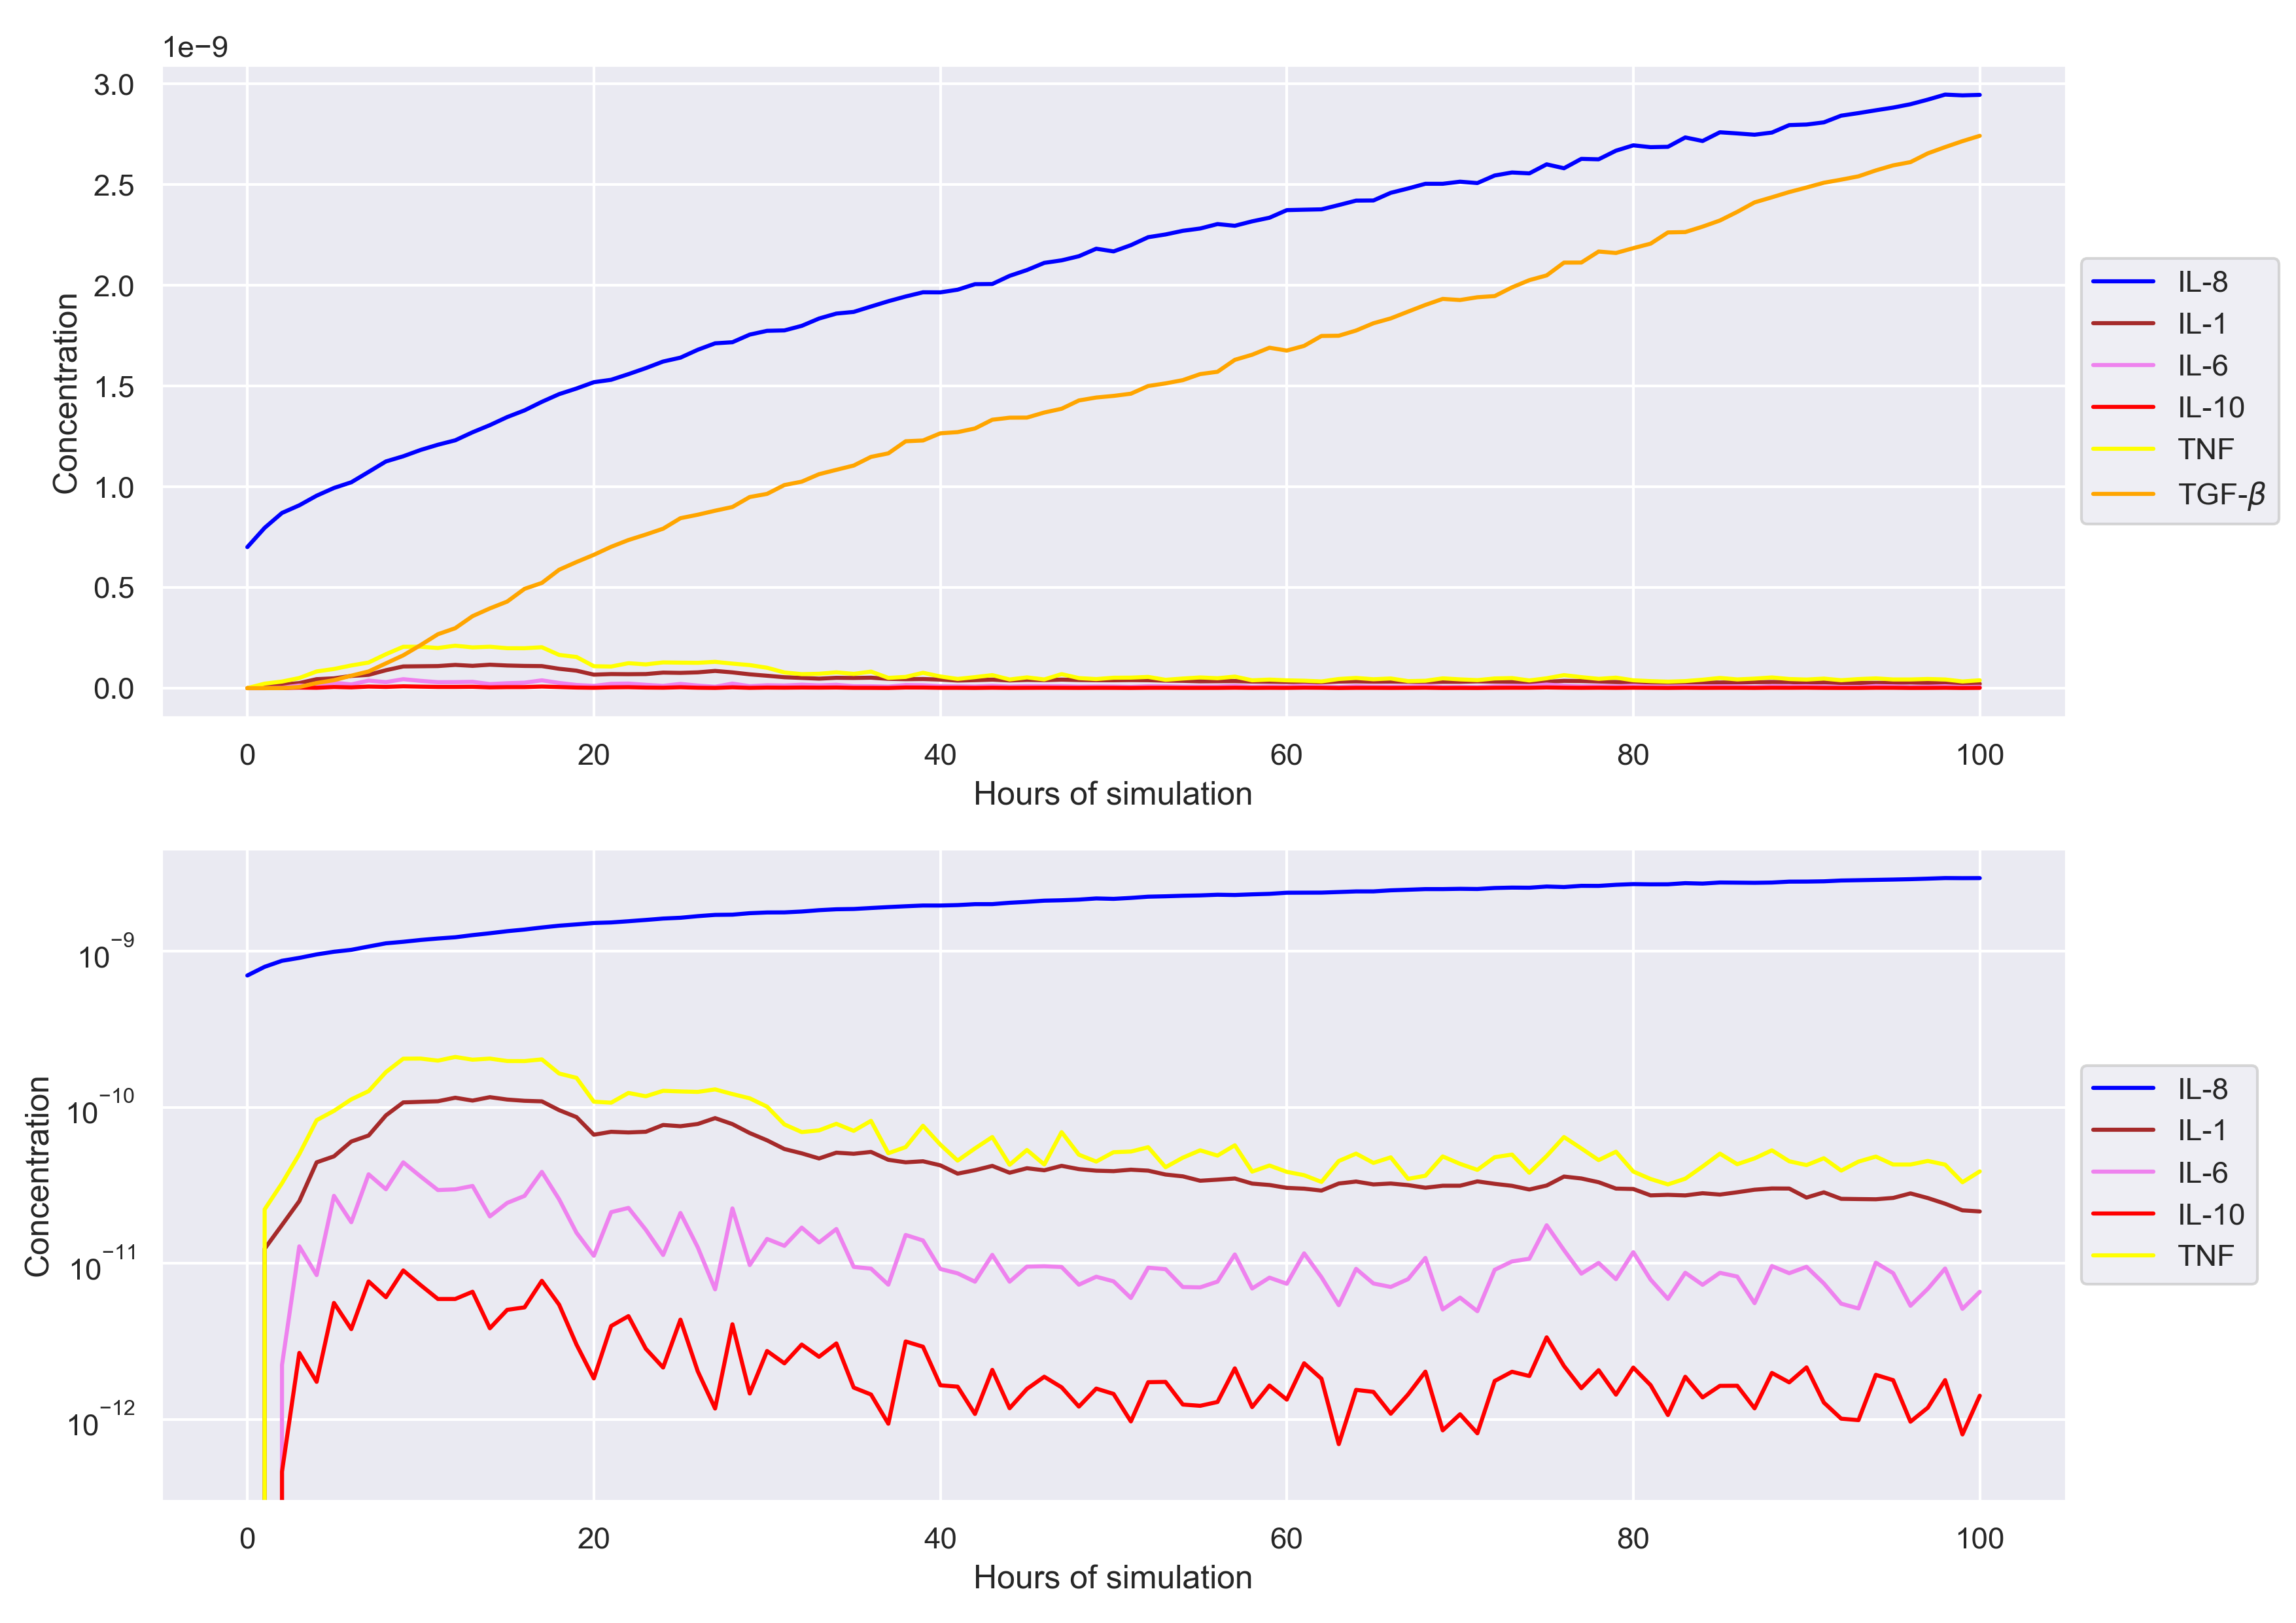 1e−9
3.0
2.5
2.0
1.5
1.0
0.5
0.0
Concentration
0 20 40 60 80 100
Hours of simulation
IL-8
IL-1
IL-6
IL-10
TNF
TGF-β
10⁻⁹
10⁻¹⁰
10⁻¹¹
10⁻¹²
Concentration
0 20 40 60 80 100
Hours of simulation
IL-8
IL-1
IL-6
IL-10
TNF